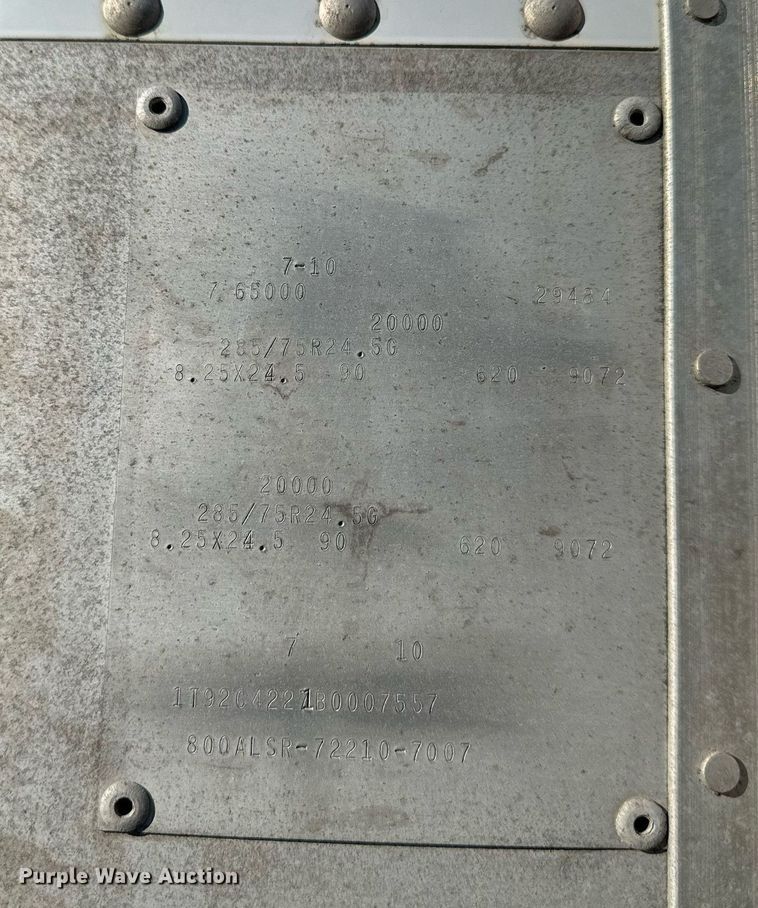 7-10
7 65000 29484
20000
285/75R24.5G
8.25X24.5 90 620 9072
20000
285/75R24.5G
8.25X24.5 90 620 9072
7 10
800ALSR-72210-7007
Purple Wave Auction